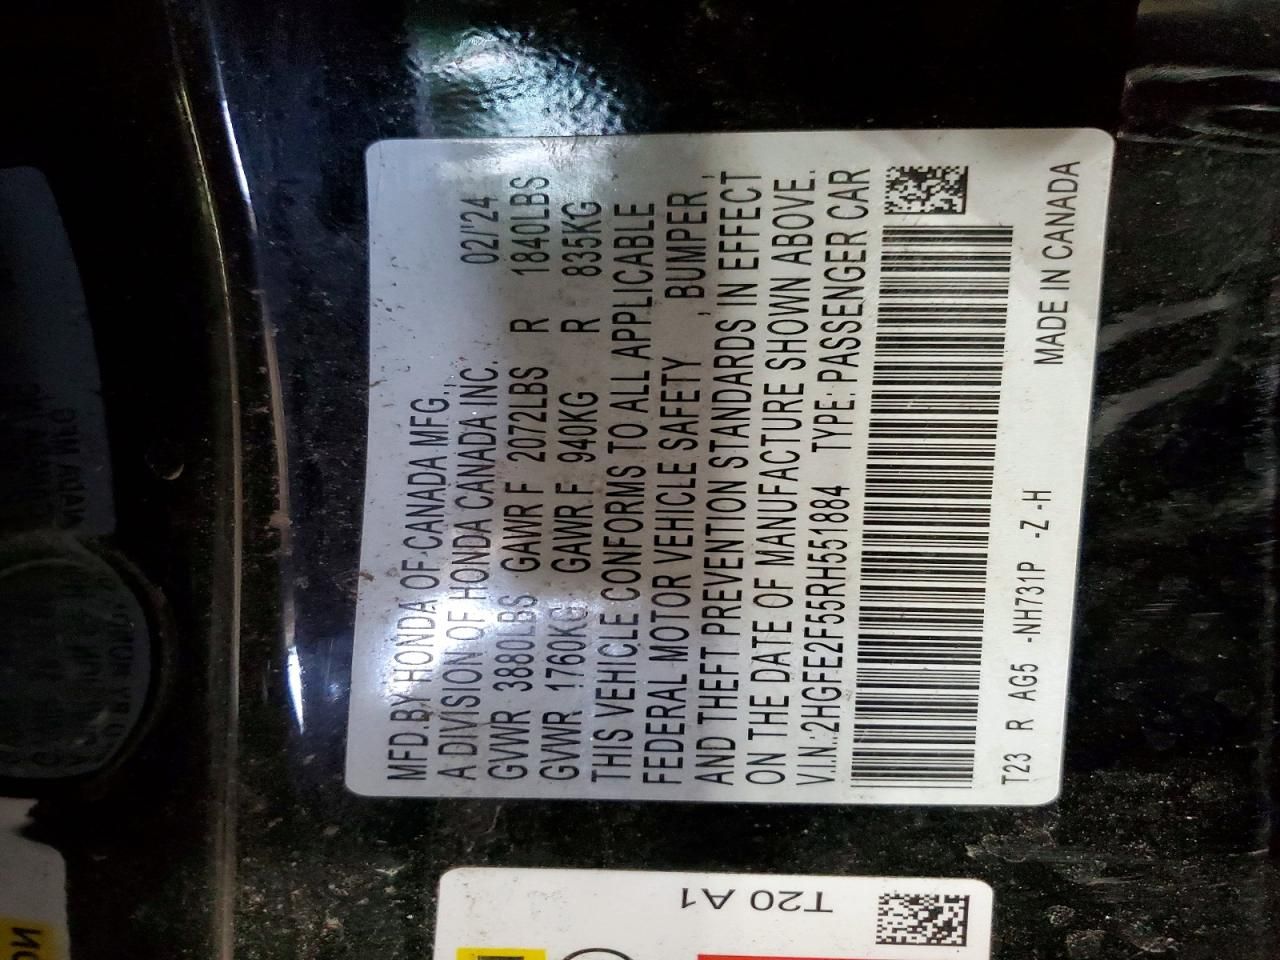 MFD.BY HONDA OF CANADA MFG.,
A DIVISION OF HONDA CANADA INC. 02/'24
GVWR 3880LBS GAWR F 2072LBS R 1840LBS
GVWR 1760KG GAWR F 940KG R 835KG
THIS VEHICLE CONFORMS TO ALL APPLICABLE
FEDERAL MOTOR VEHICLE SAFETY , BUMPER ,
AND THEFT PREVENTION STANDARDS IN EFFECT
ON THE DATE OF MANUFACTURE SHOWN ABOVE.
V.I.N.:2HGFE2F55RH551884 TYPE: PASSENGER CAR
T23 R AG5 -NH731P -Z -H MADE IN CANADA
T20 A1